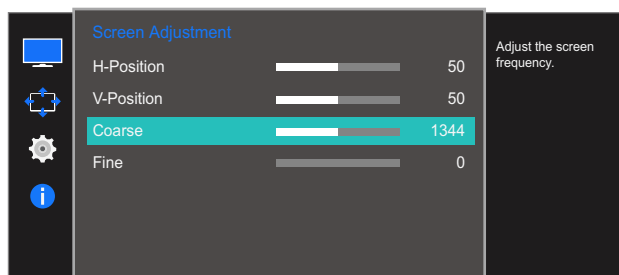 Screen Adjustment
H-Position 50
V-Position 50
Coarse 1344
Fine 0
Adjust the screen
frequency.